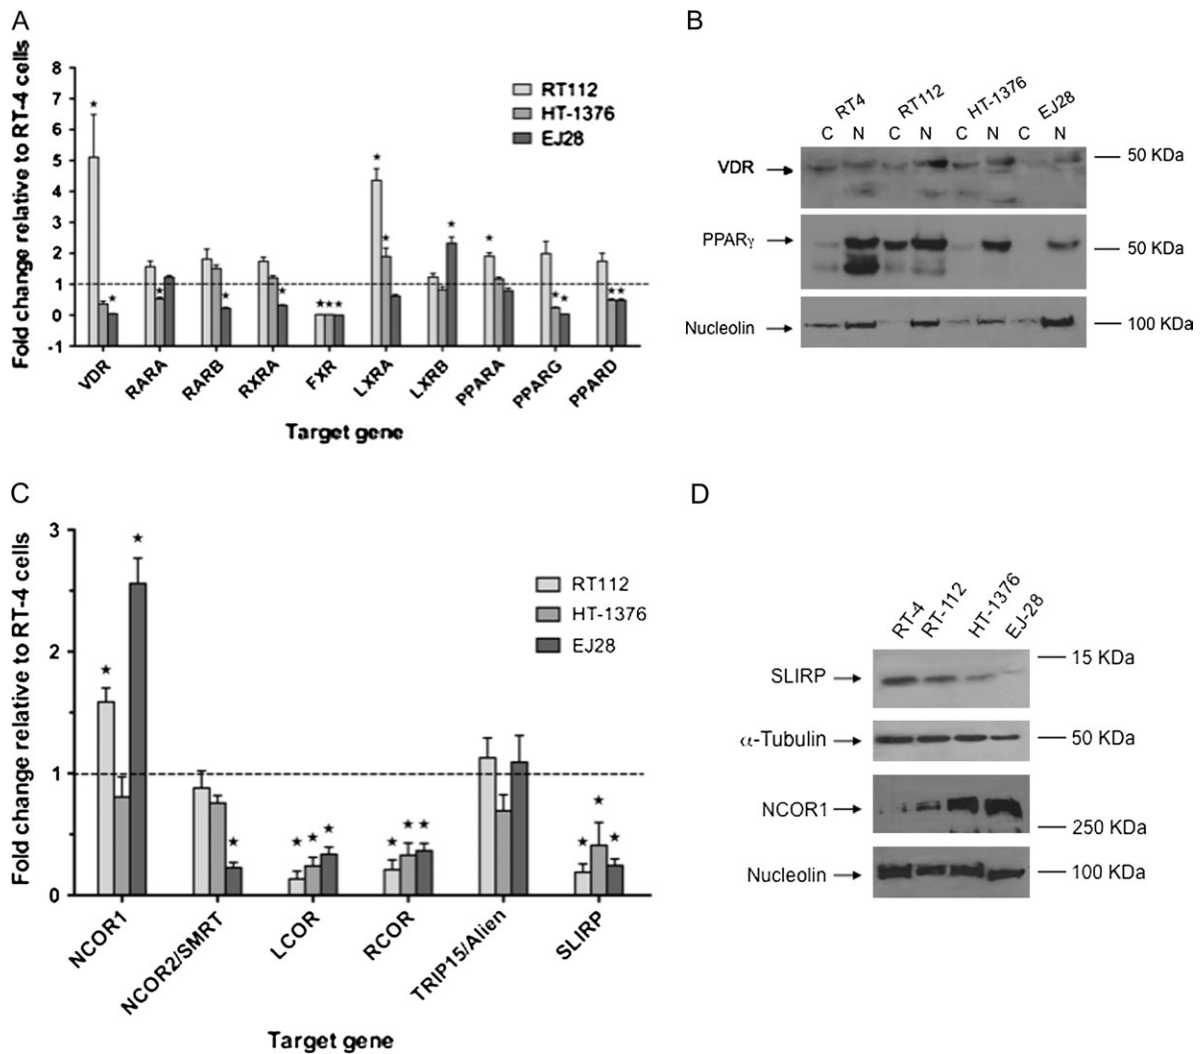 A
Fold change relative to RT-4 cells
8
7
6
5
4
3
2
1
0
-1
RT112
HT-1376
EJ28
VDR
RARA
RARB
RXRA
FXR
LXRA
LXRB
PPARA
PPARG
PPARD
Target gene
B
RT4 RT112 HT-1376 EJ28
C N C N C N C N
VDR
50 KDa
PPARγ
50 KDa
Nucleolin
100 KDa
C
Fold change relative to RT-4 cells
3
2
1
0
RT112
HT-1376
EJ28
NCOR1
NCOR2/SMRT
LCOR
RCOR
TRIP15/Alien
SLIRP
Target gene
D
RT-4 RT-112 HT-1376 EJ-28
SLIRP
15 KDa
α-Tubulin
50 KDa
NCOR1
250 KDa
Nucleolin
100 KDa